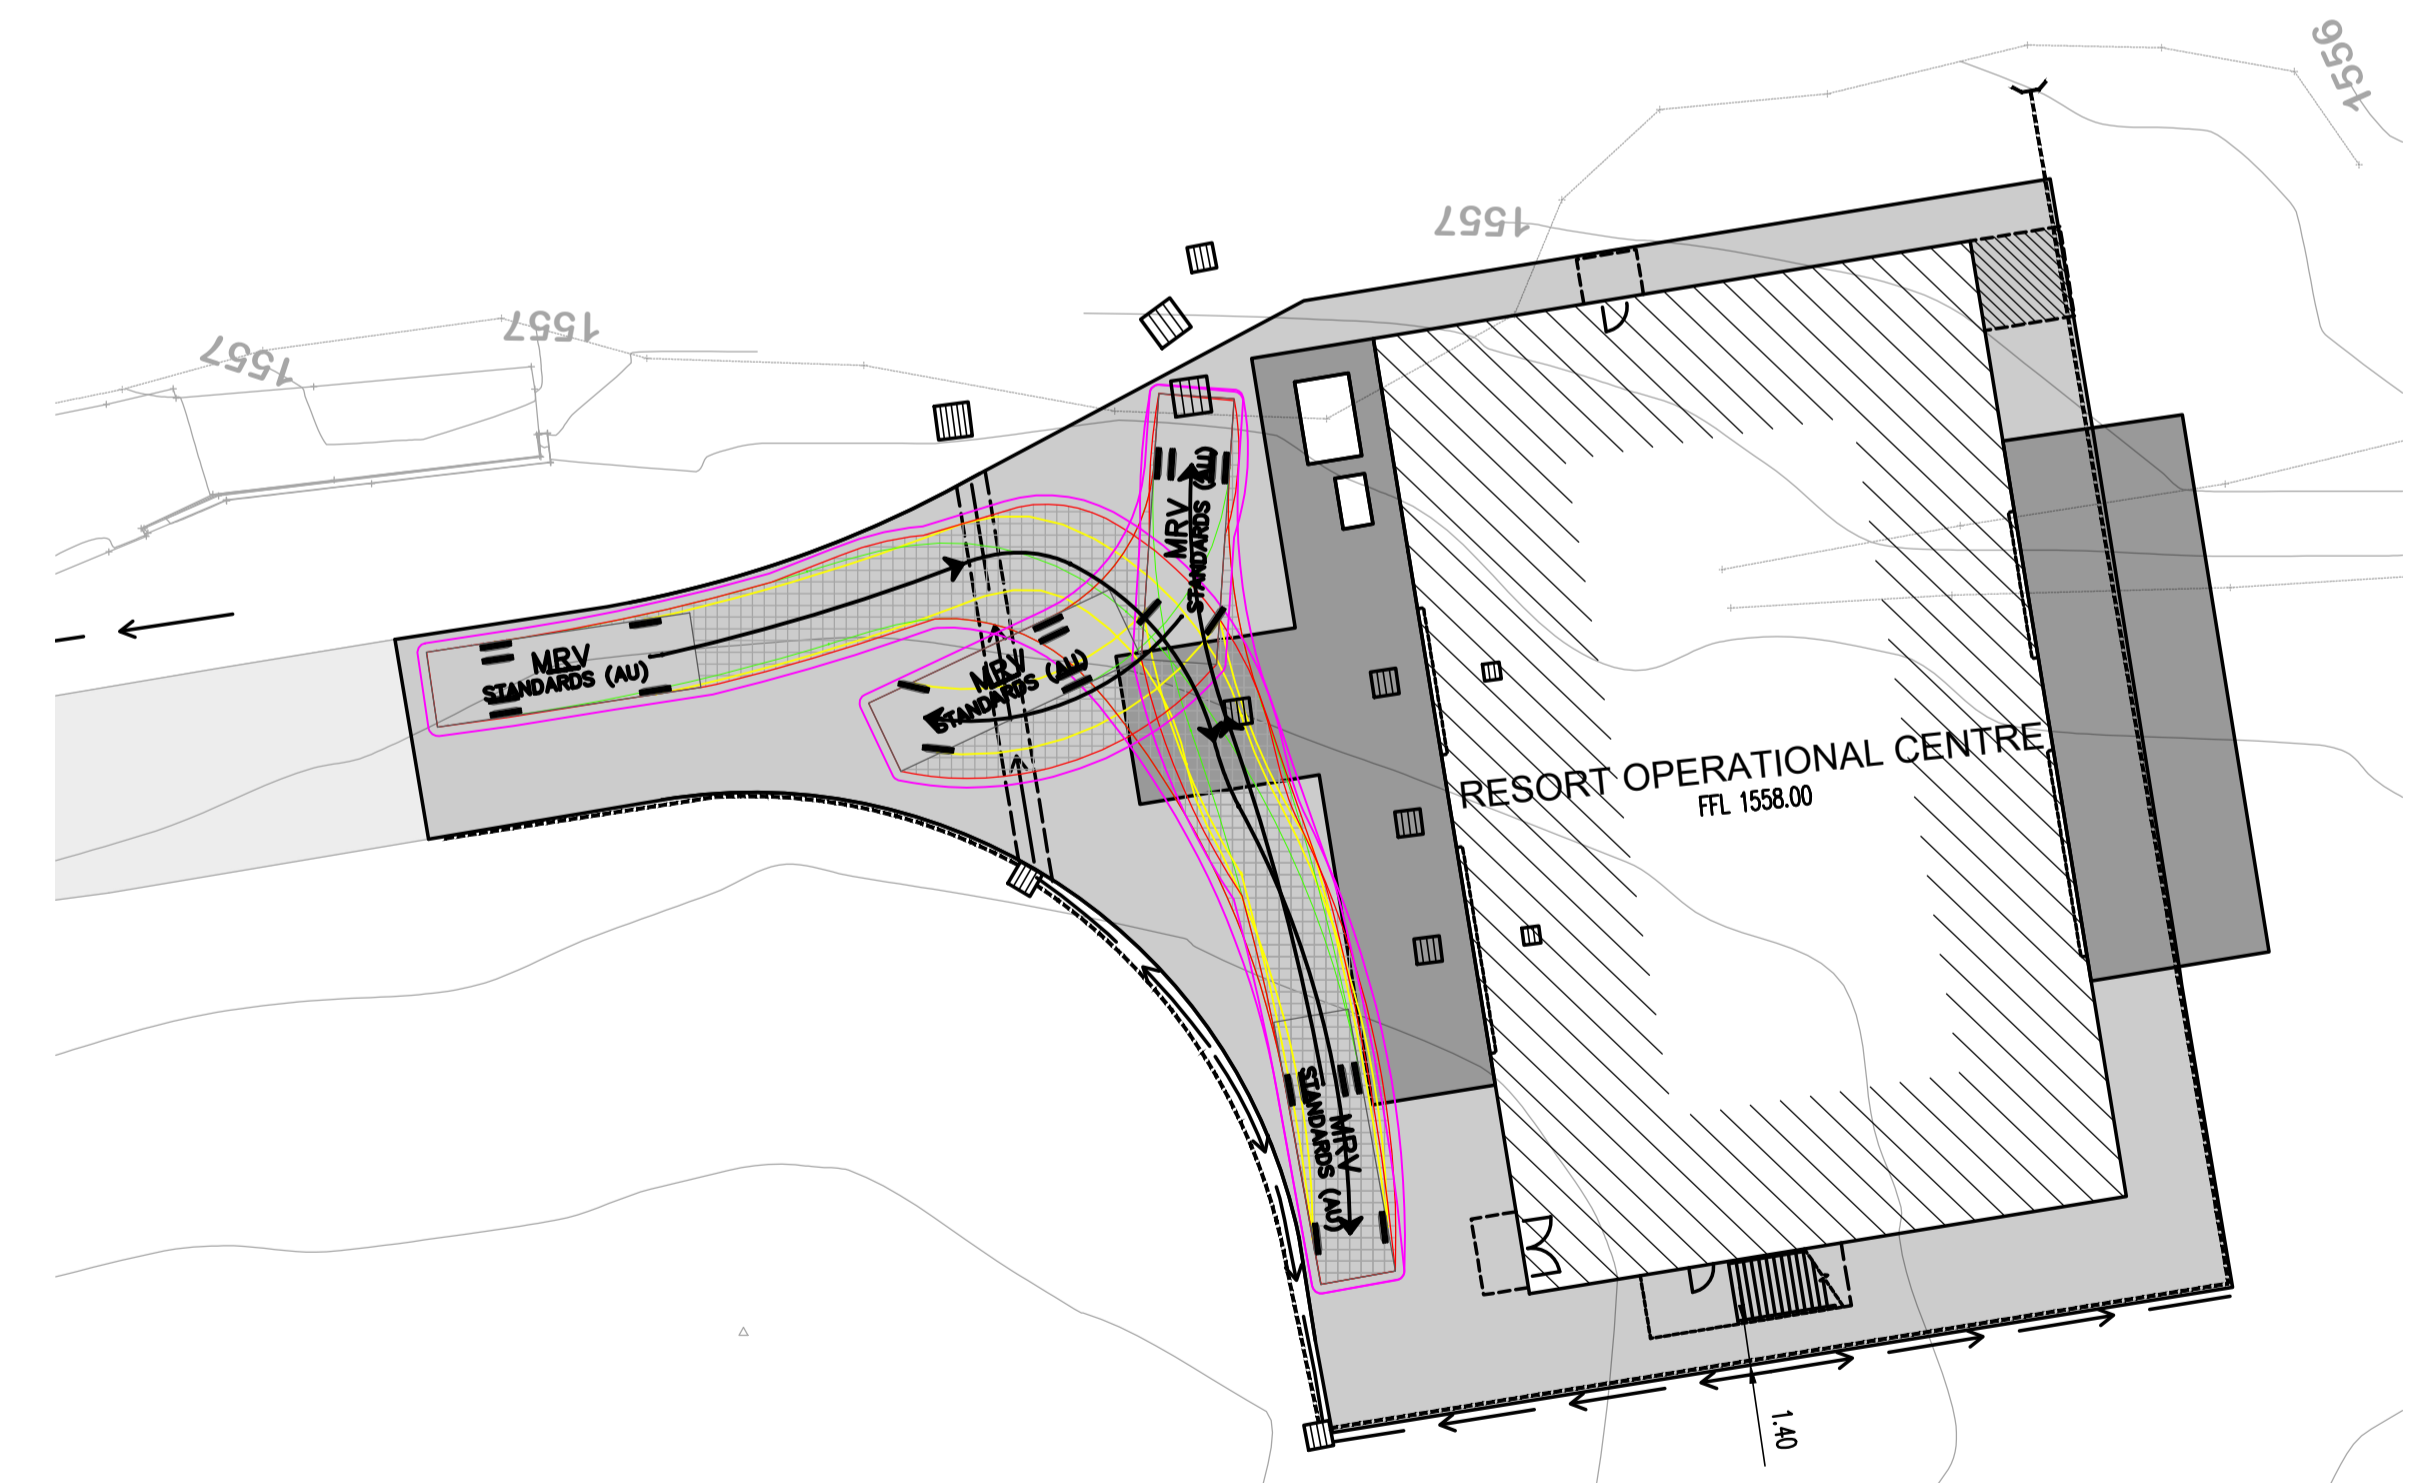 1556
1557
1557
1557
MRV
STANDARDS (AU)
MRV
STANDARDS (AU)
MRV
STANDARDS (AU)
RESORT OPERATIONAL CENTRE
FFL 1558.00
MRV
STANDARDS (AU)
1.40